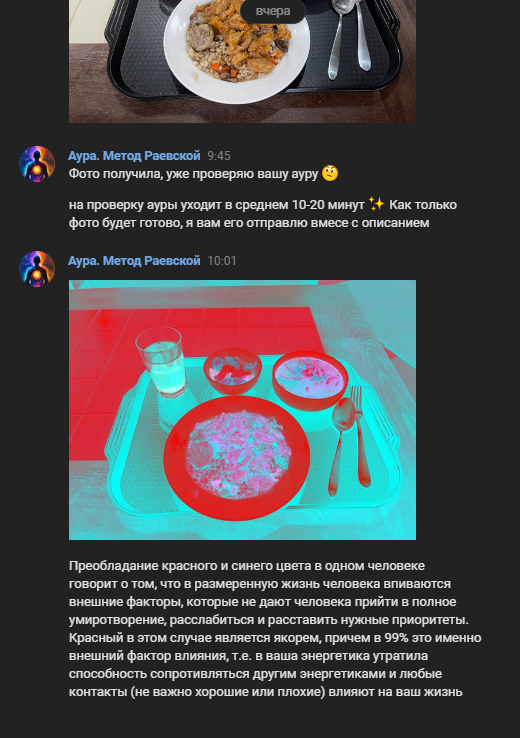 вчера
Аура. Метод Раевской 9:45
Фото получила, уже проверяю вашу ауру 🤨
на проверку ауры уходит в среднем 10-20 минут ✨ Как только
фото будет готово, я вам его отправлю вмесе с описанием
Аура. Метод Раевской 10:01
Преобладание красного и синего цвета в одном человеке
говорит о том, что в размеренную жизнь человека впиваются
внешние факторы, которые не дают человека прийти в полное
умиротворение, расслабиться и расставить нужные приоритеты.
Красный в этом случае является якорем, причем в 99% это именно
внешний фактор влияния, т.е. в ваша энергетика утратила
способность сопротивляться другим энергетиками и любые
контакты (не важно хорошие или плохие) влияют на ваш жизнь